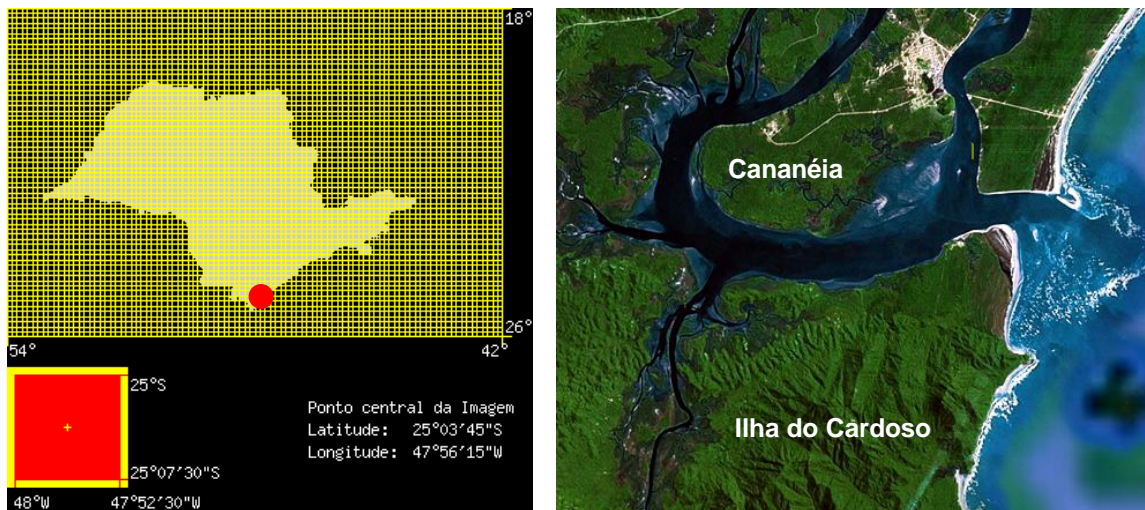 18°
26°
54°
42°
25°S
25°07'30"S
48°W
47°52'30"W
Ponto central da Imagem
Latitude: 25°03'45"S
Longitude: 47°56'15"W
Cananéia
Ilha do Cardoso